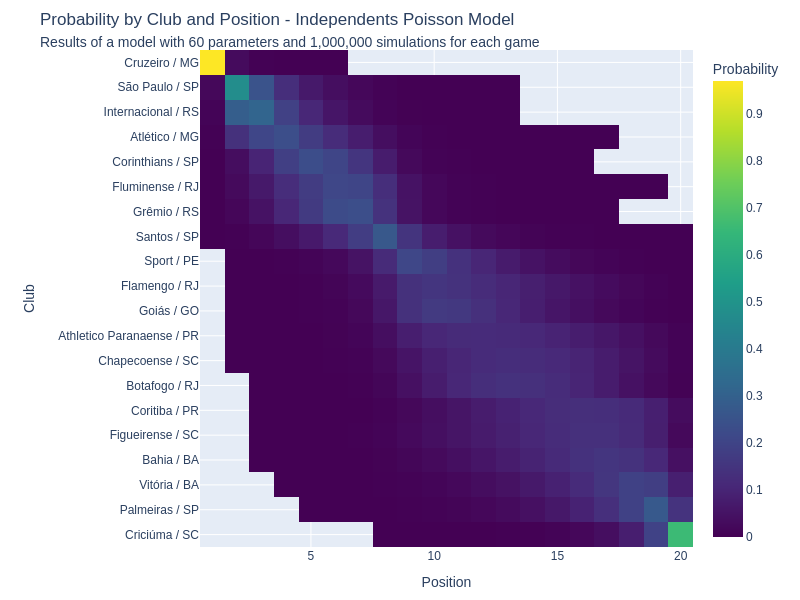 Probability by Club and Position - Independents Poisson Model
Results of a model with 60 parameters and 1,000,000 simulations for each game
Probability
Cruzeiro / MG
São Paulo / SP
Internacional / RS
Atlético / MG
Corinthians / SP
Fluminense / RJ
Grêmio / RS
Santos / SP
Sport / PE
Flamengo / RJ
Goiás / GO
Athletico Paranaense / PR
Chapecoense / SC
Botafogo / RJ
Coritiba / PR
Figueirense / SC
Bahia / BA
Vitória / BA
Palmeiras / SP
Criciúma / SC
Club
5
10
15
20
Position
0.9
0.8
0.7
0.6
0.5
0.4
0.3
0.2
0.1
0